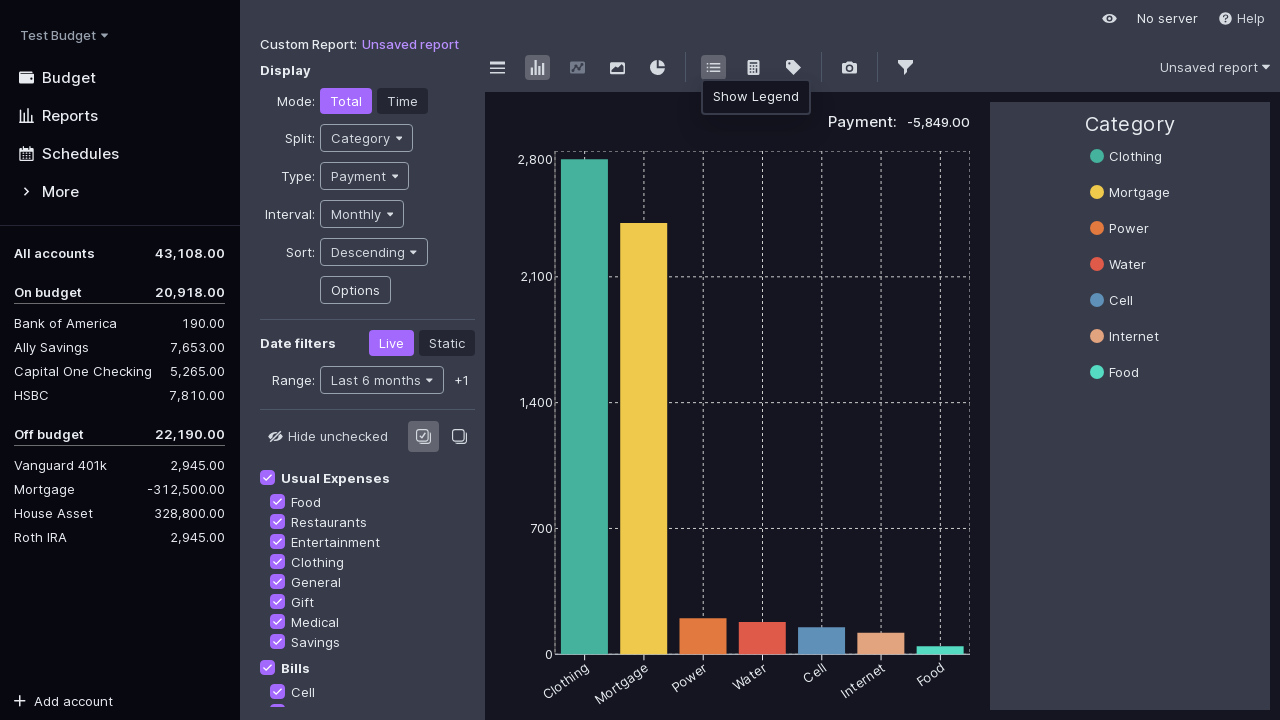 Test Budget
Budget
Reports
Schedules
More
All accounts 43,108.00
On budget 20,918.00
Bank of America 190.00
Ally Savings 7,653.00
Capital One Checking 5,265.00
HSBC 7,810.00
Off budget 22,190.00
Vanguard 401k 2,945.00
Mortgage -312,500.00
House Asset 328,800.00
Roth IRA 2,945.00
Add account
No server
Help
Custom Report: Unsaved report
Display
Mode: Total Time
Split: Category
Type: Payment
Interval: Monthly
Sort: Descending
Options
Date filters Live Static
Range: Last 6 months +1
Hide unchecked
Usual Expenses
Food
Restaurants
Entertainment
Clothing
General
Gift
Medical
Savings
Bills
Cell
Unsaved report
Show Legend
Payment: -5,849.00
2,800
2,100
1,400
700
0
Clothing
Mortgage
Power
Water
Cell
Internet
Food
Category
Clothing
Mortgage
Power
Water
Cell
Internet
Food